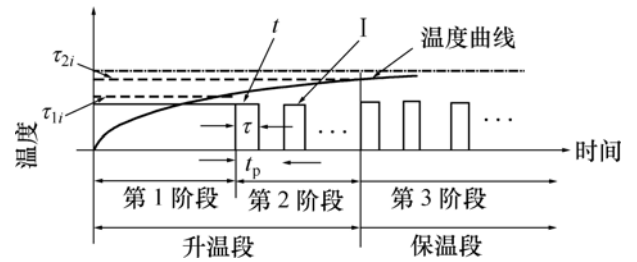 t
I
温度曲线
τ2i
τ1i
温度
τ
...
...
tp
时间
第1阶段
第2阶段
第3阶段
升温段
保温段